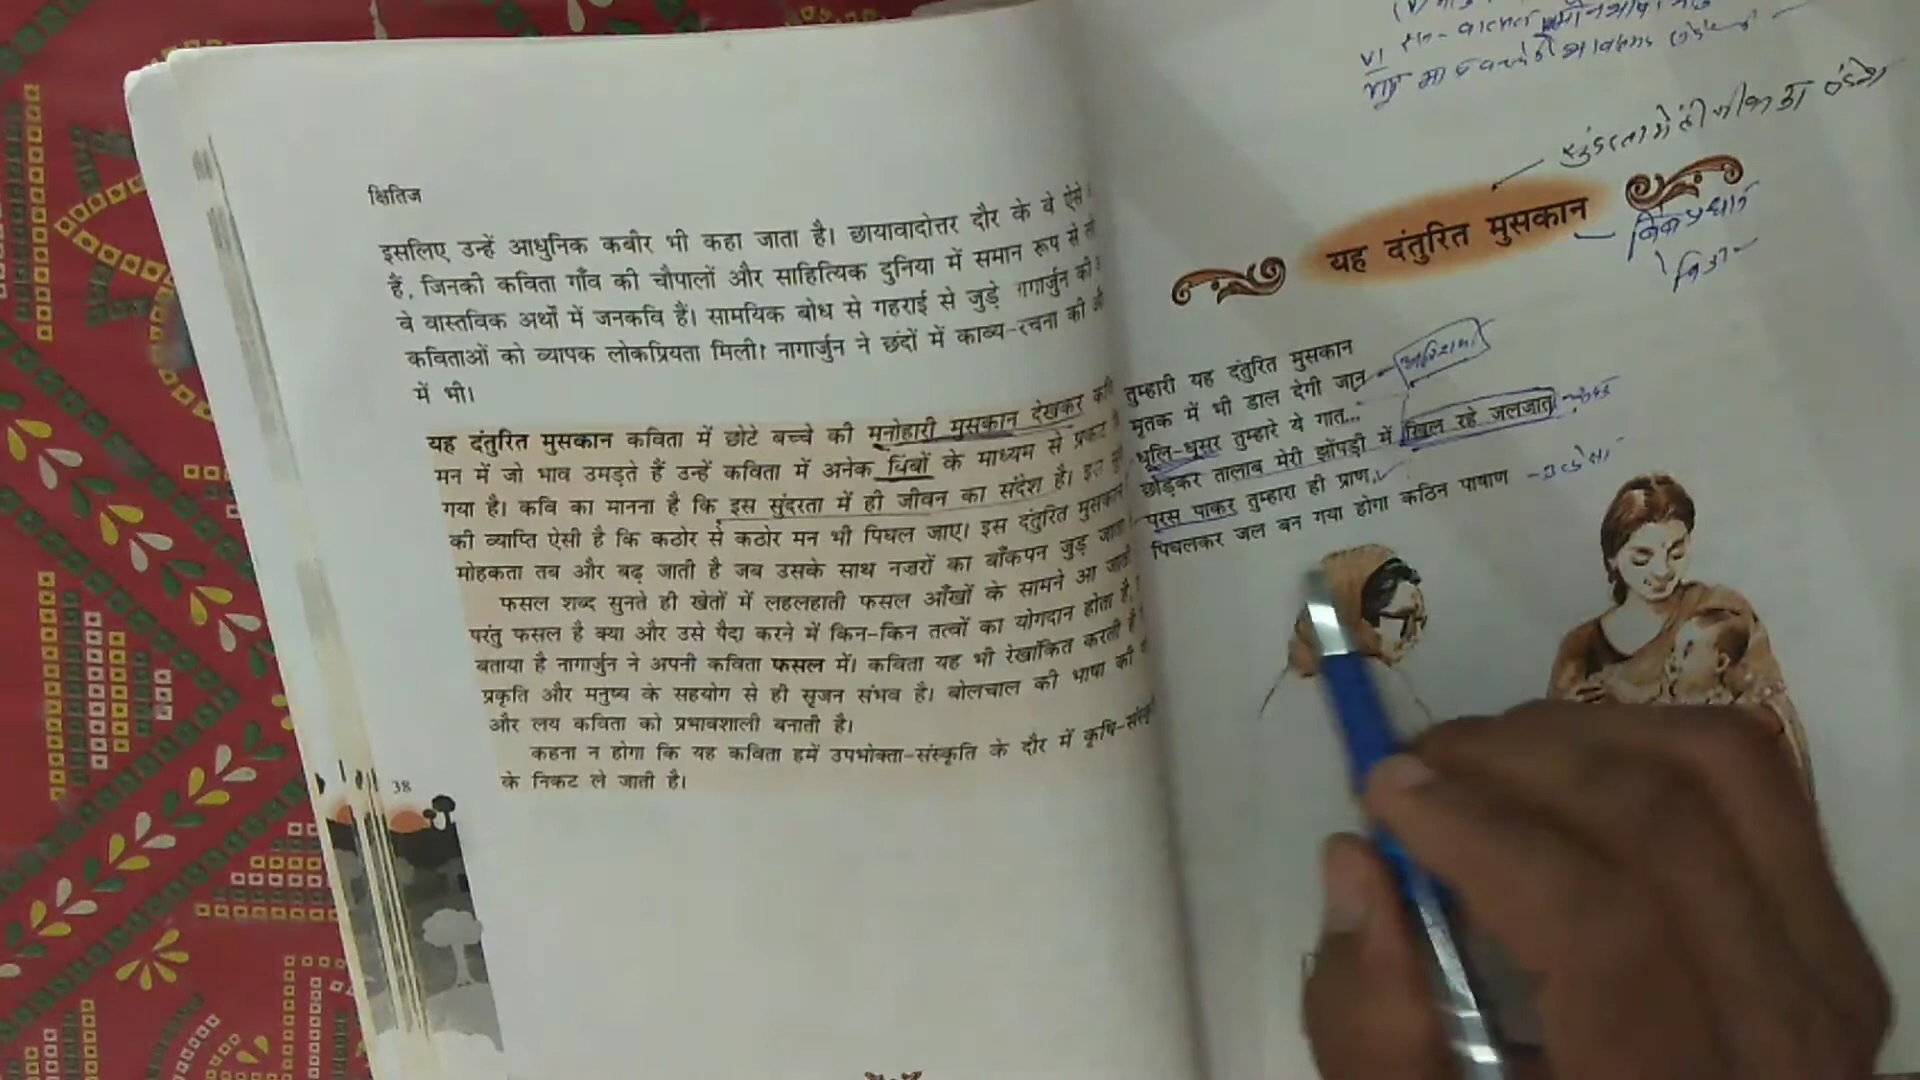 क्षितिज
इसलिए उन्हें आधुनिक कबीर भी कहा जाता है। छायावादोत्तर दौर के वे ऐसे
हैं, जिनकी कविता गाँव की चौपालों और साहित्यिक दुनिया में समान रूप से
वे वास्तविक अर्थों में जनकवि हैं। सामयिक बोध से गहराई से जुड़े नागार्जुन की
कविताओं को व्यापक लोकप्रियता मिली। नागार्जुन ने छंदों में काव्य-रचना की
में भी।
यह दंतुरित मुसकान कविता में छोटे बच्चे की मनोहारी मुसकान देखकर
मन में जो भाव उमड़ते हैं उन्हें कविता में अनेक बिंबों के माध्यम से प्रकट
गया है। कवि का मानना है कि इस सुंदरता में ही जीवन का संदेश है। इस
की व्याप्ति ऐसी है कि कठोर से कठोर मन भी पिघल जाए। इस दंतुरित मुसकान
मोहकता तब और बढ़ जाती है जब उसके साथ नज़रों का बाँकपन जुड़
फसल शब्द सुनते ही खेतों में लहलहाती फसल आँखों के सामने आ
परंतु फसल है क्या और उसे पैदा करने में किन-किन तत्वों का योगदान होता है,
बताया है नागार्जुन ने अपनी कविता फसल में। कविता यह भी रेखांकित करती है
प्रकृति और मनुष्य के सहयोग से ही सृजन संभव है। बोलचाल की भाषा की
और लय कविता को प्रभावशाली बनाती है।
कहना न होगा कि यह कविता हमें उपभोक्ता-संस्कृति के दौर में
के निकट ले जाती है।
38
सुंदरता में ही जीवन का संदेश
यह दंतुरित मुसकान
तुम्हारी यह दंतुरित मुसकान
मृतक में भी डाल देगी जान
धूलि-धूसर तुम्हारे ये गात...
छोड़कर तालाब मेरी झोंपड़ी में खिल रहे जलजात
परस पाकर तुम्हारा ही प्राण,
पिघलकर जल बन गया होगा कठिन पाषाण